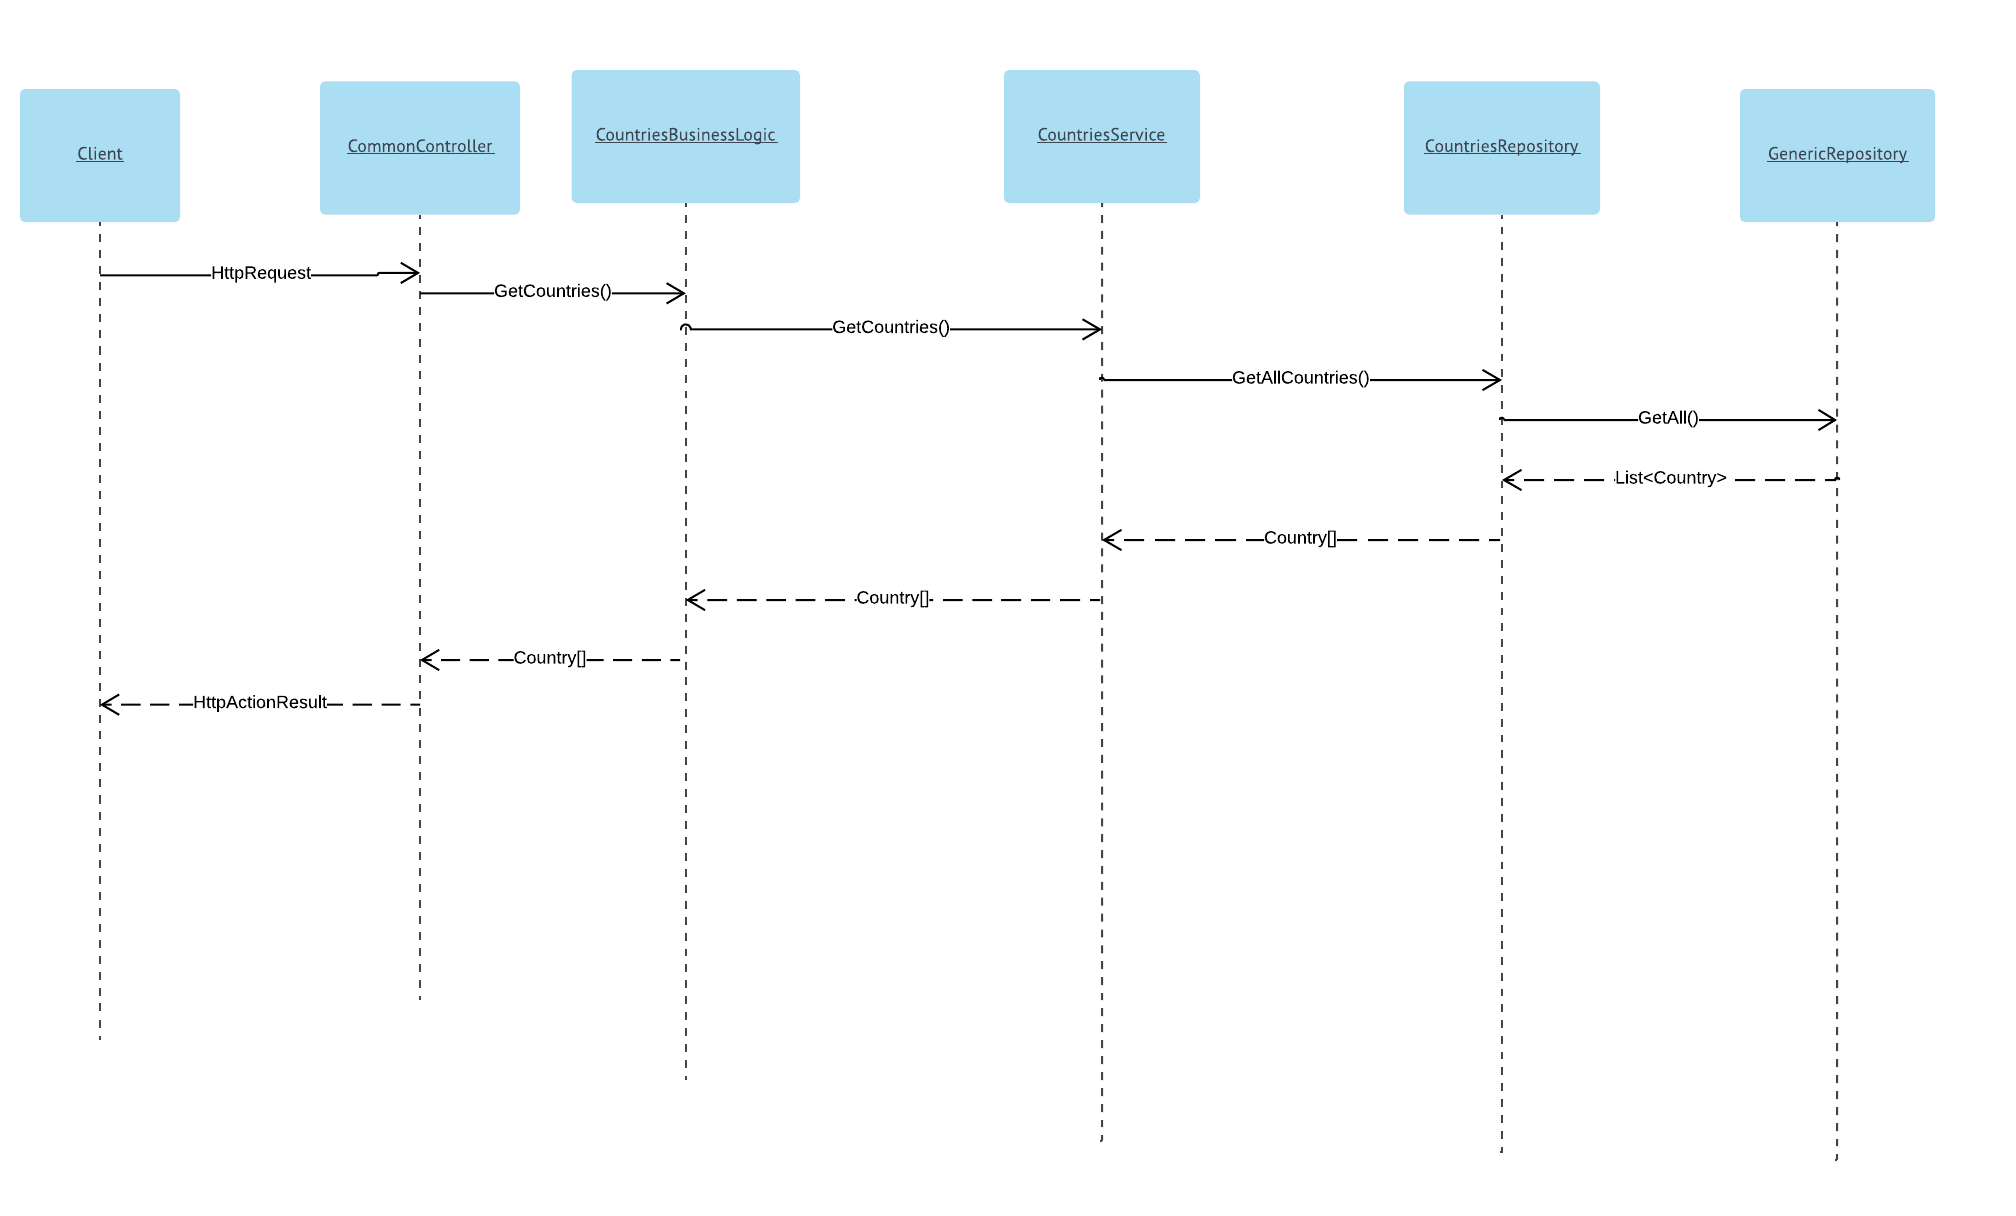 Client
CommonController
CountriesBusinessLogic
CountriesService
CountriesRepository
GenericRepository
HttpRequest
GetCountries()
GetCountries()
GetAllCountries()
GetAll()
List<Country>
Country[]
Country[]
Country[]
HttpActionResult